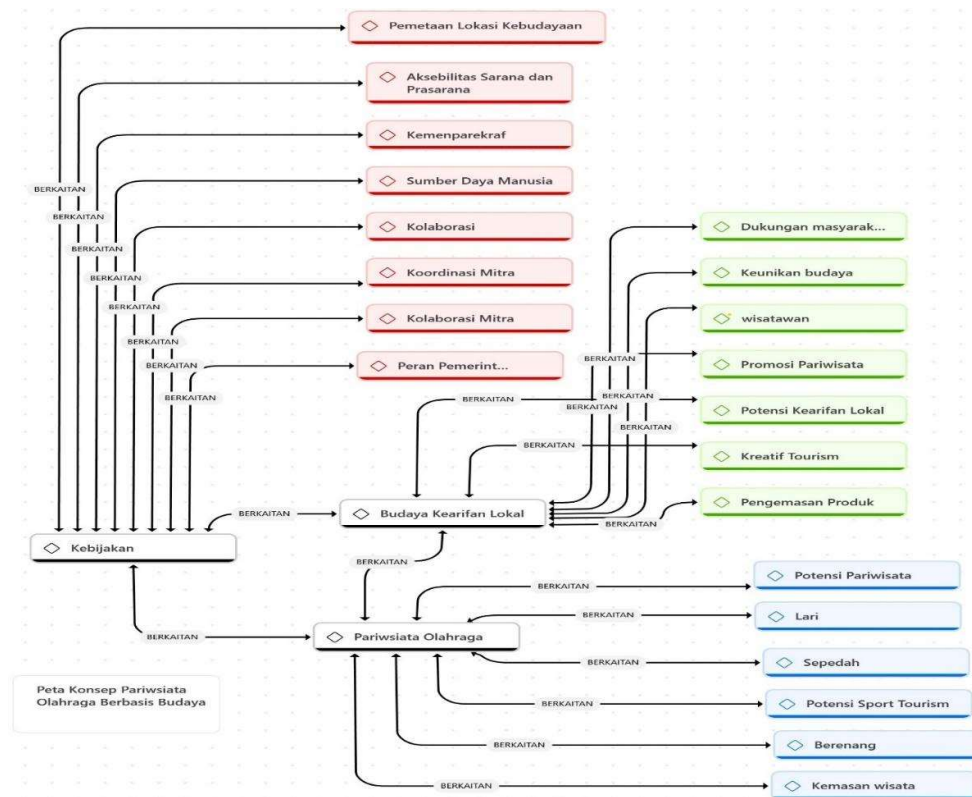 Pemetaan Lokasi Kebudayaan
Aksebilitas Sarana dan
Prasarana
Kemenparekraf
Sumber Daya Manusia
Kolaborasi
Koordinasi Mitra
Kolaborasi Mitra
Peran Pemerint...
BERKAITAN
BERKAITAN
BERKAITAN
BERKAITAN
BERKAITAN
BERKAITAN
BERKAITAN
BERKAITAN
Dukungan masyarak...
Keunikan budaya
wisatawan
Promosi Pariwisata
Potensi Kearifan Lokal
Kreatif Tourism
Pengemasan Produk
BERKAITAN
BERKAITAN
BERKAITAN
BERKAITAN
BERKAITAN
BERKAITAN
BERKAITAN
BERKAITAN
Budaya Kearifan Lokal
Kebijakan
BERKAITAN
BERKAITAN
Pariwsiata Olahraga
BERKAITAN
Potensi Pariwisata
BERKAITAN
Lari
BERKAITAN
Sepedah
BERKAITAN
Potensi Sport Tourism
BERKAITAN
Berenang
BERKAITAN
Kemasan wisata
Peta Konsep Pariwsiata
Olahraga Berbasis Budaya